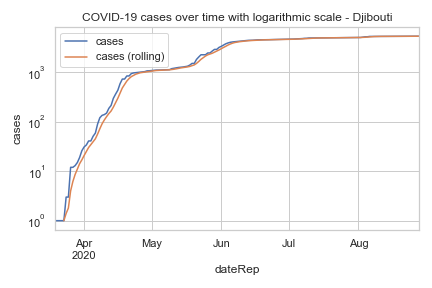 COVID-19 cases over time with logarithmic scale - Djibouti
cases
cases (rolling)
10³
10²
10¹
10⁰
cases
Apr
2020
May
Jun
Jul
Aug
dateRep